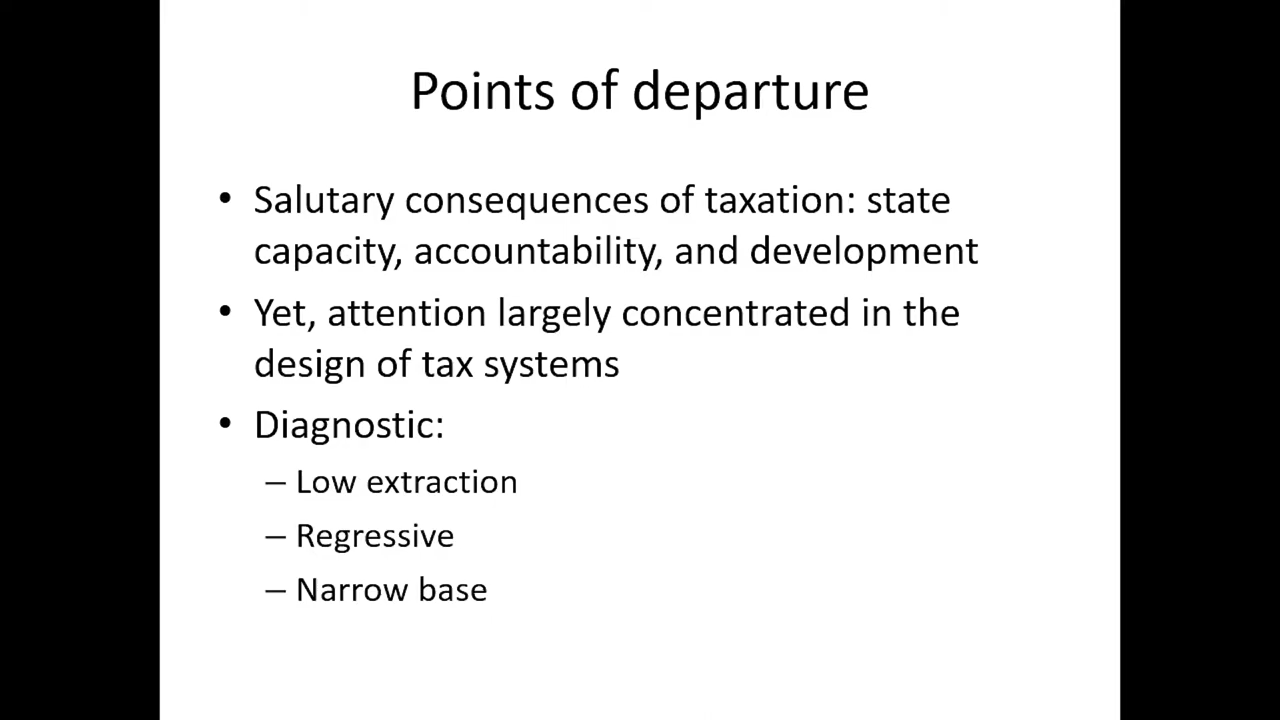 Points of departure
• Salutary consequences of taxation: state
capacity, accountability, and development
• Yet, attention largely concentrated in the
design of tax systems
• Diagnostic:
– Low extraction
– Regressive
– Narrow base